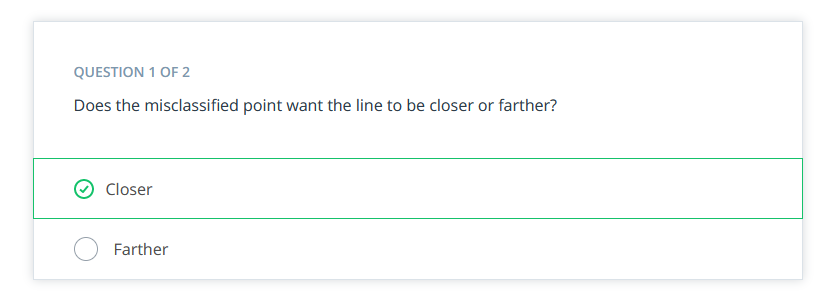 QUESTION 1 OF 2
Does the misclassified point want the line to be closer or farther?
Closer
Farther